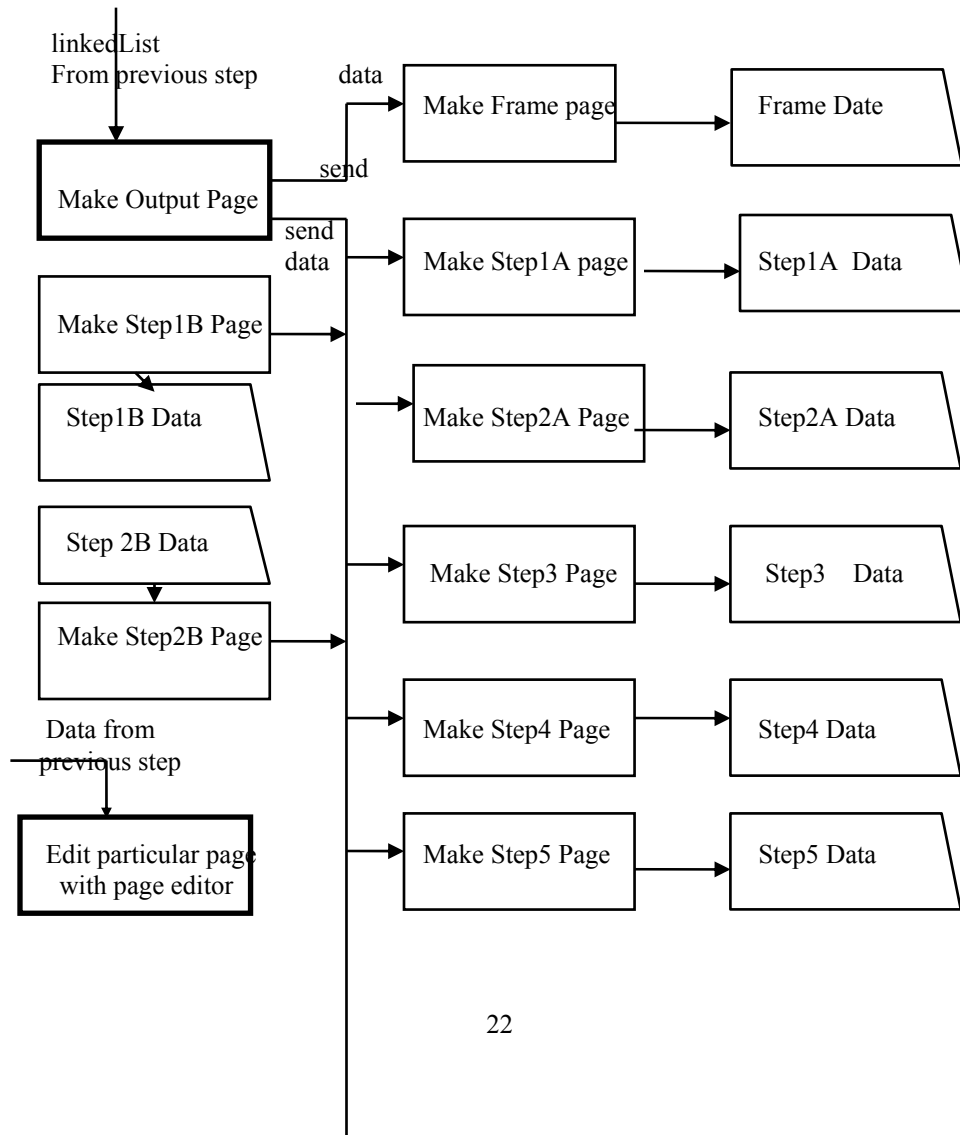 linkedList
From previous step
data
Make Frame page
Frame Date
send
Make Output Page
send
data
Make Step1A page
Step1A Data
Make Step1B Page
Step1B Data
Make Step2A Page
Step2A Data
Step 2B Data
Make Step2B Page
Make Step3 Page
Step3 Data
Data from
previous step
Make Step4 Page
Step4 Data
Edit particular page
with page editor
Make Step5 Page
Step5 Data
22